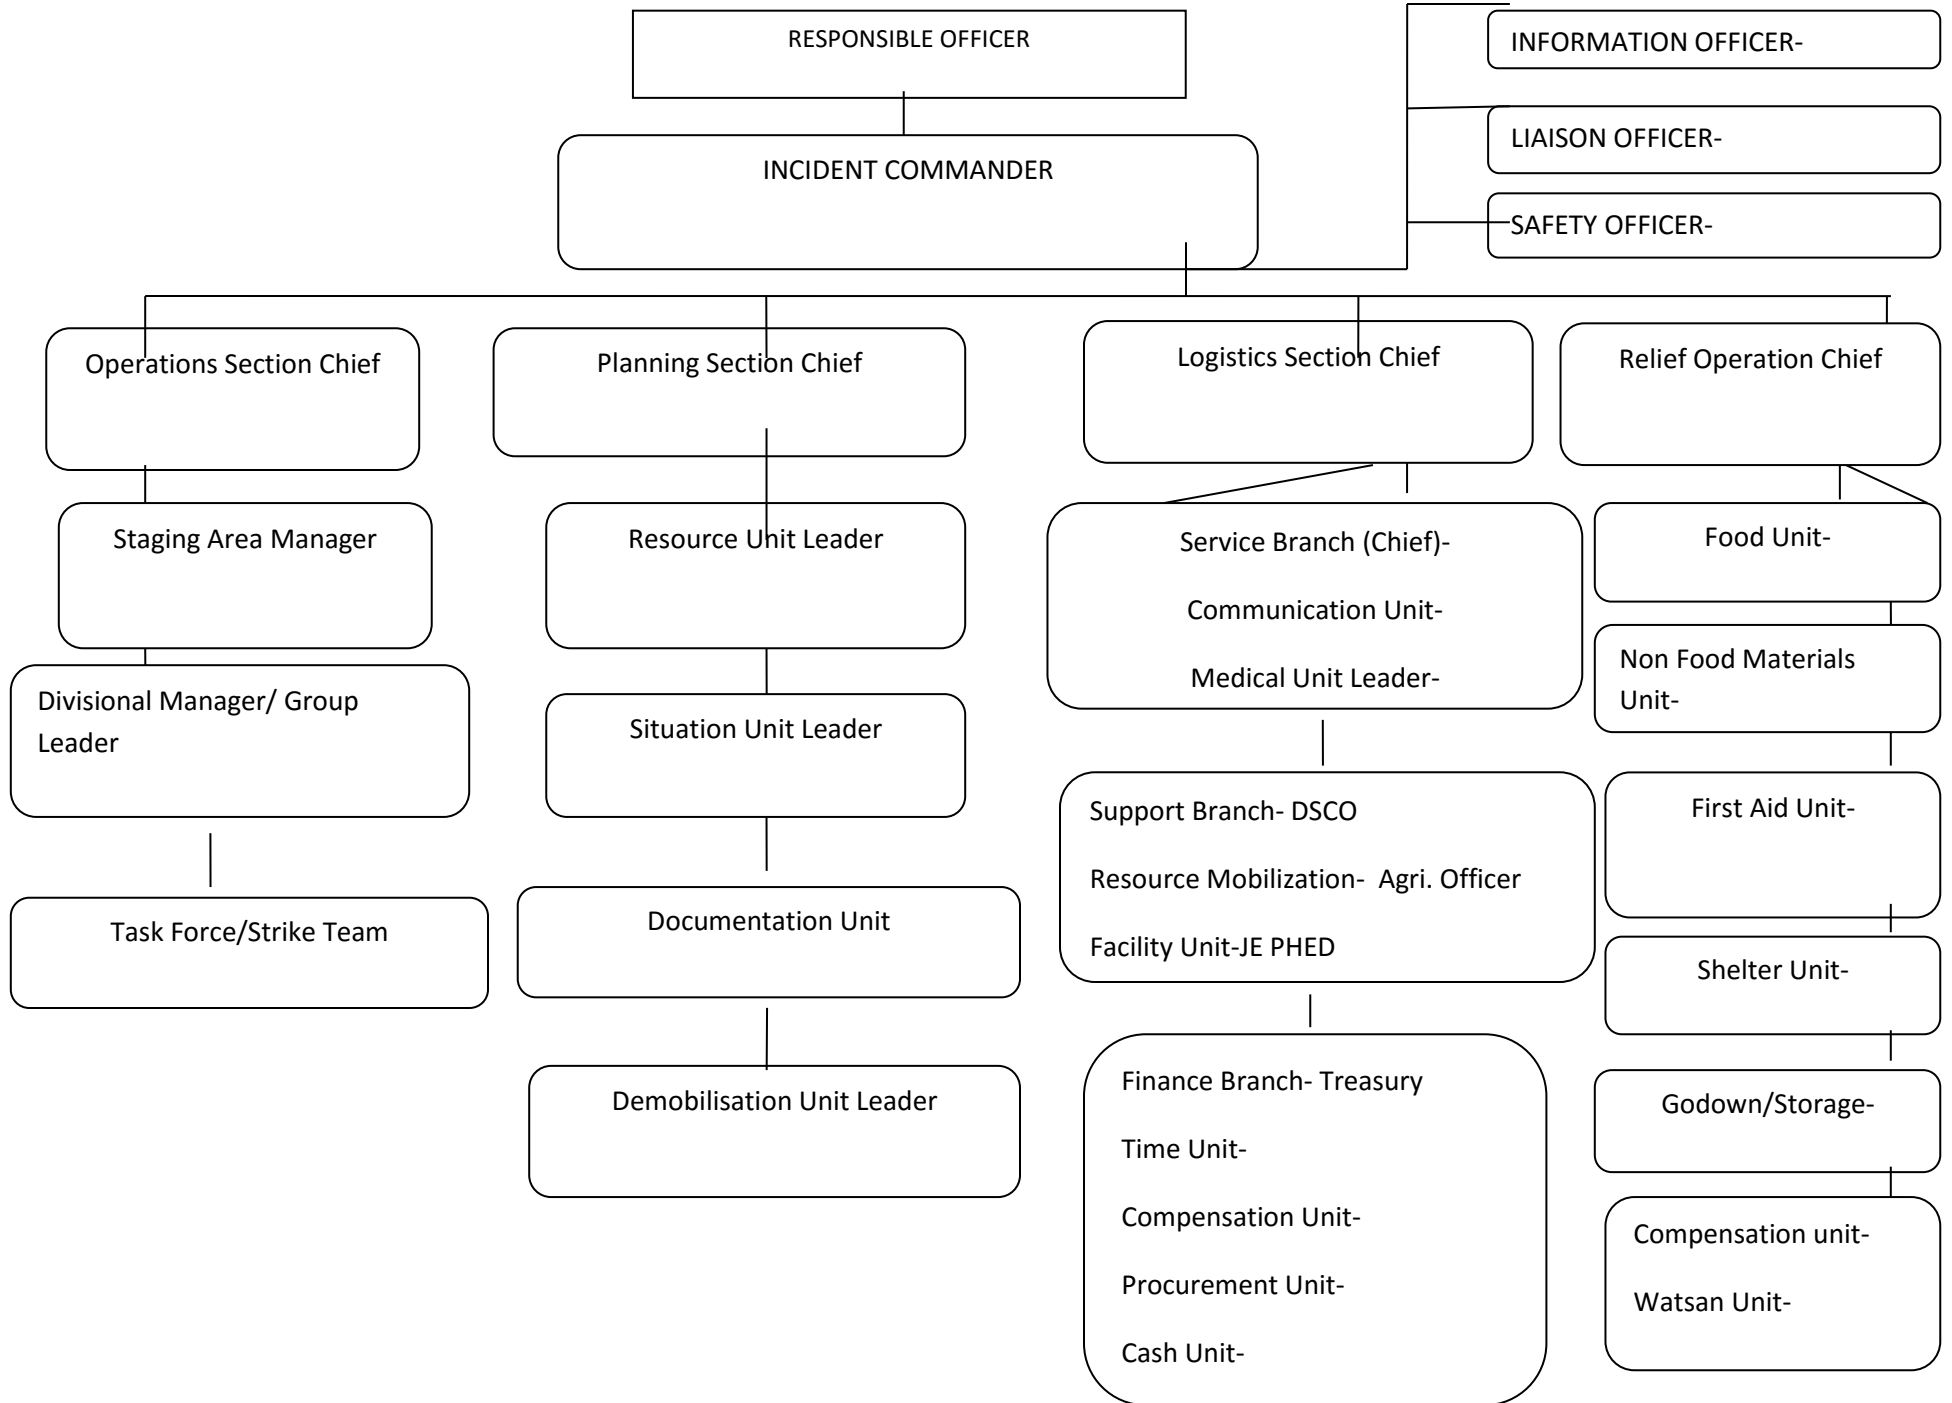 RESPONSIBLE OFFICER
INFORMATION OFFICER-
LIAISON OFFICER-
INCIDENT COMMANDER
SAFETY OFFICER-
Operations Section Chief
Planning Section Chief
Logistics Section Chief
Relief Operation Chief
Staging Area Manager
Resource Unit Leader
Service Branch (Chief)-
Communication Unit-
Medical Unit Leader-
Food Unit-
Non Food Materials
Unit-
Divisional Manager/ Group
Leader
Situation Unit Leader
Support Branch- DSCO
Resource Mobilization-  Agri. Officer
Facility Unit-JE PHED
First Aid Unit-
Task Force/Strike Team
Documentation Unit
Shelter Unit-
Demobilisation Unit Leader
Finance Branch- Treasury
Time Unit-
Compensation Unit-
Procurement Unit-
Cash Unit-
Godown/Storage-
Compensation unit-
Watsan Unit-